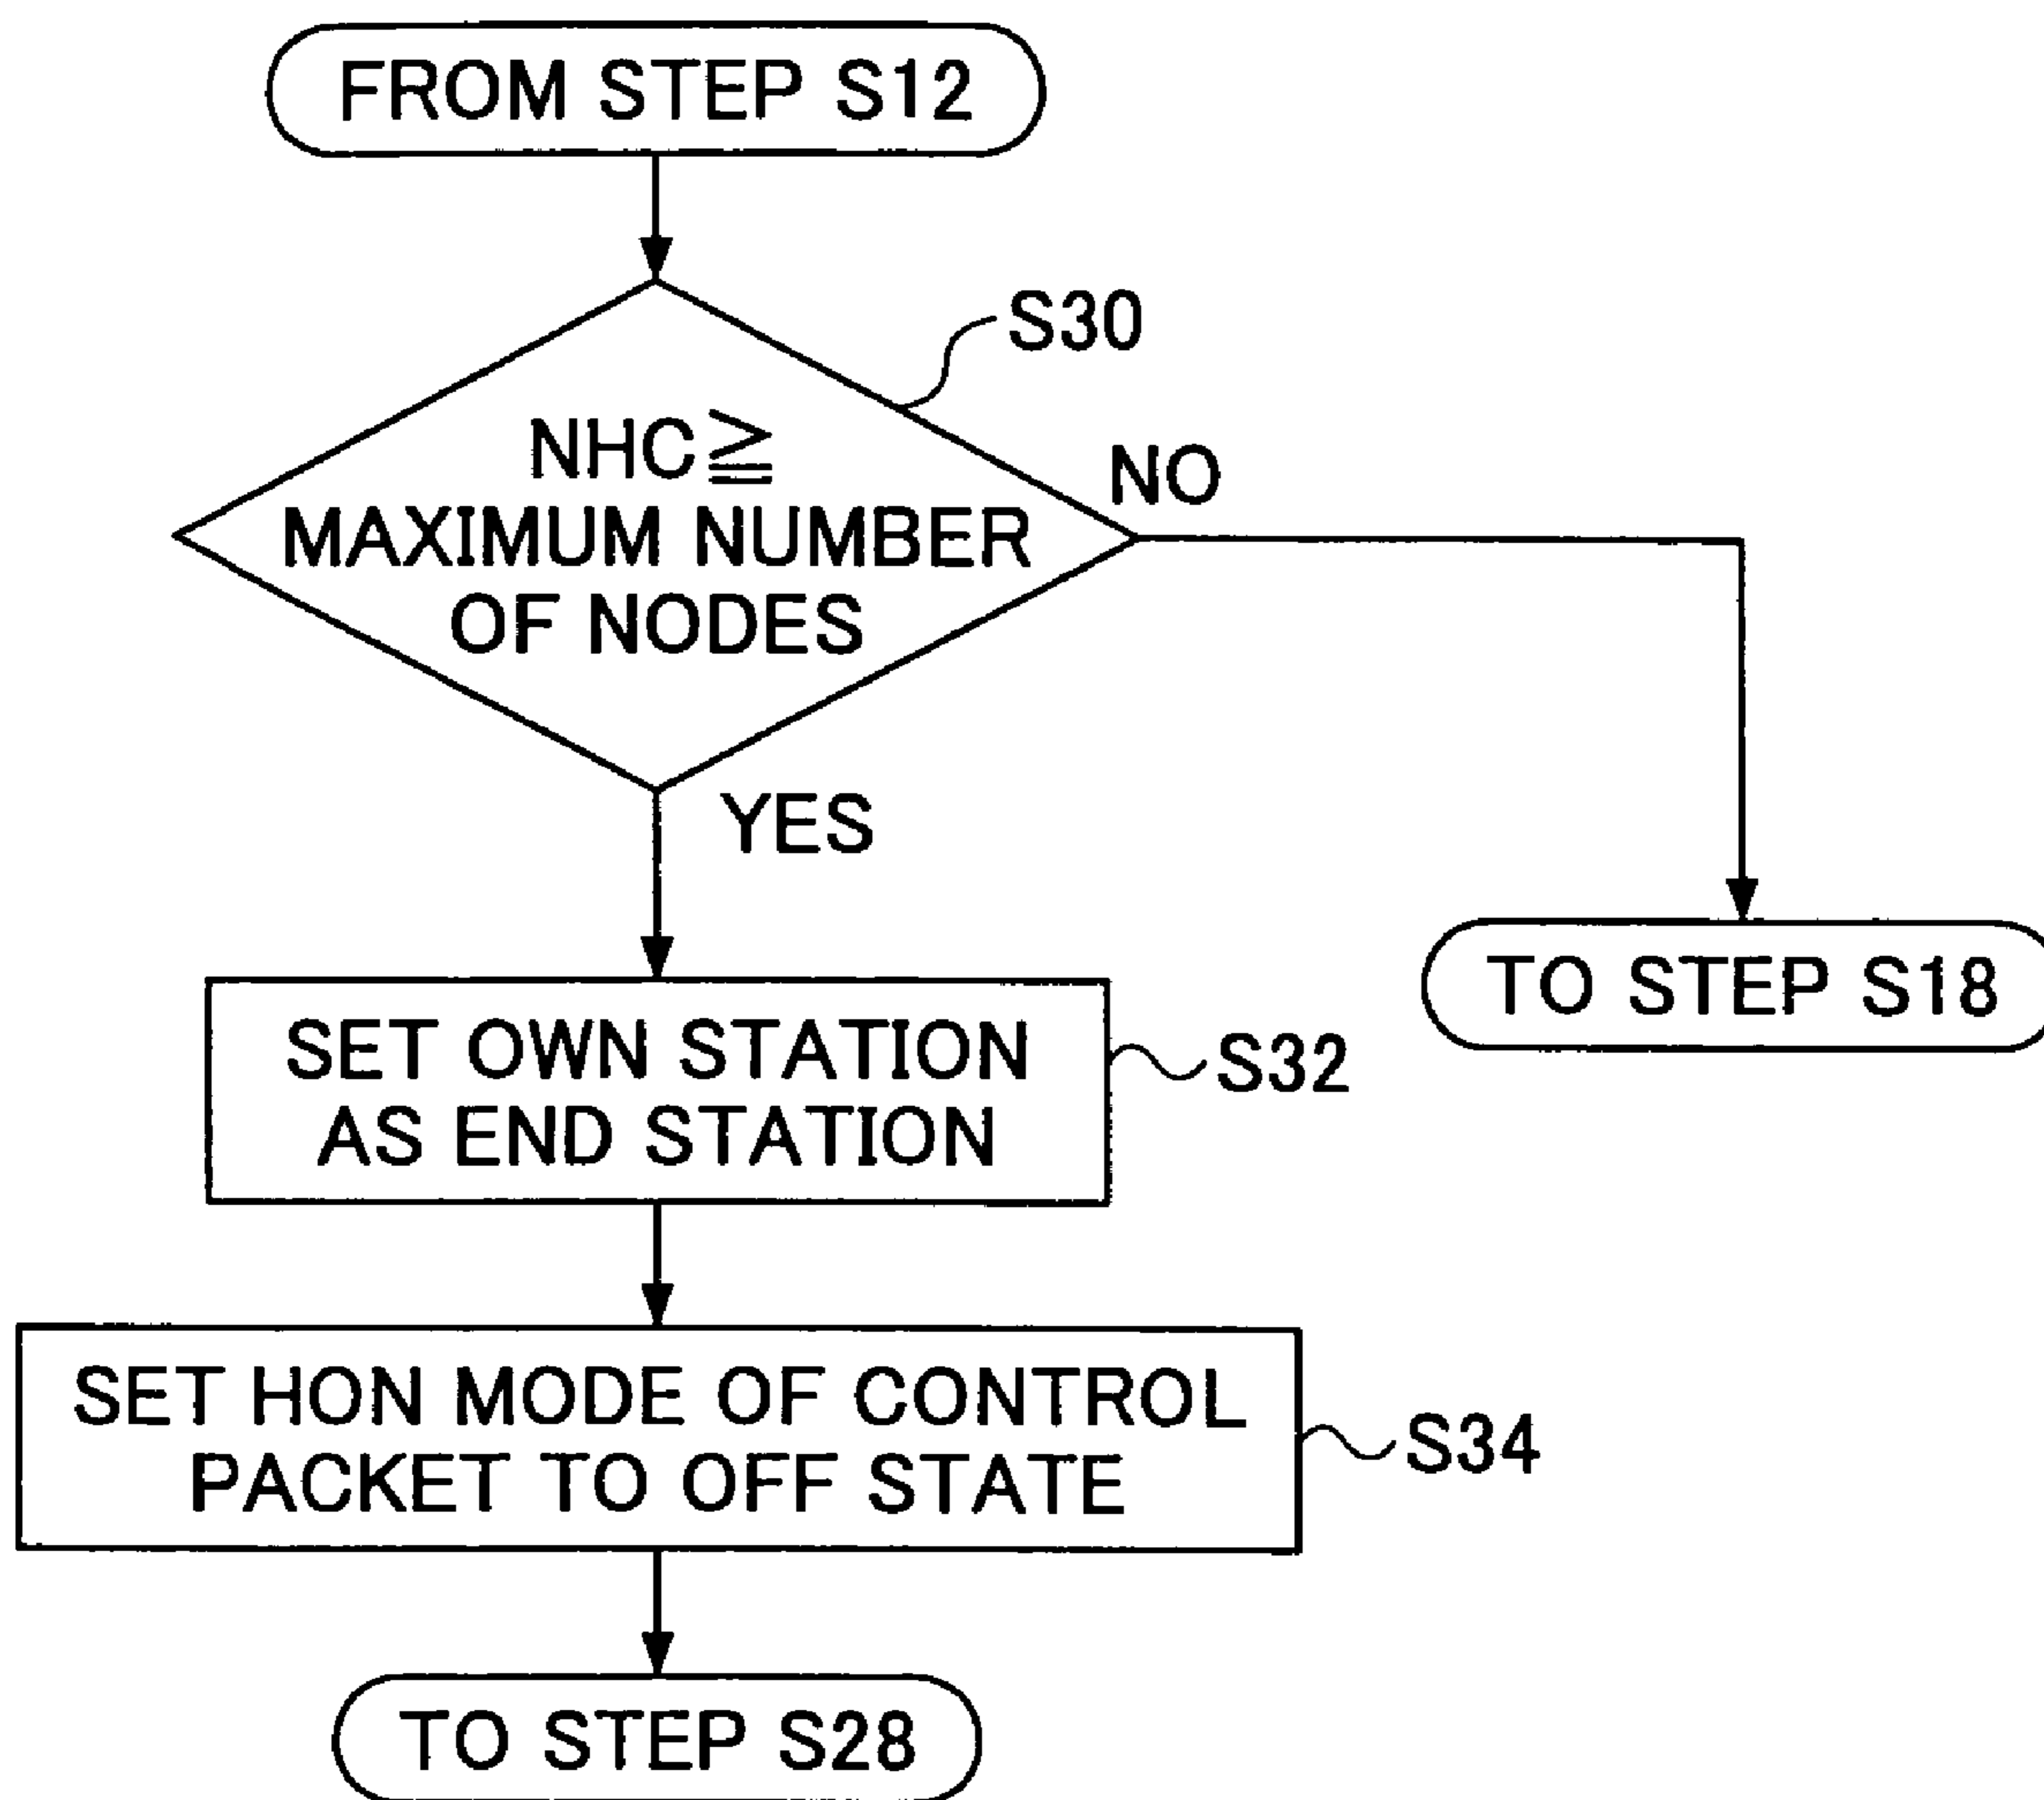 FROM STEP S12
S30
NHC≧
MAXIMUM NUMBER
OF NODES
NO
YES
TO STEP S18
SET OWN STATION
AS END STATION
S32
SET HON MODE OF CONTROL
PACKET TO OFF STATE
S34
TO STEP S28